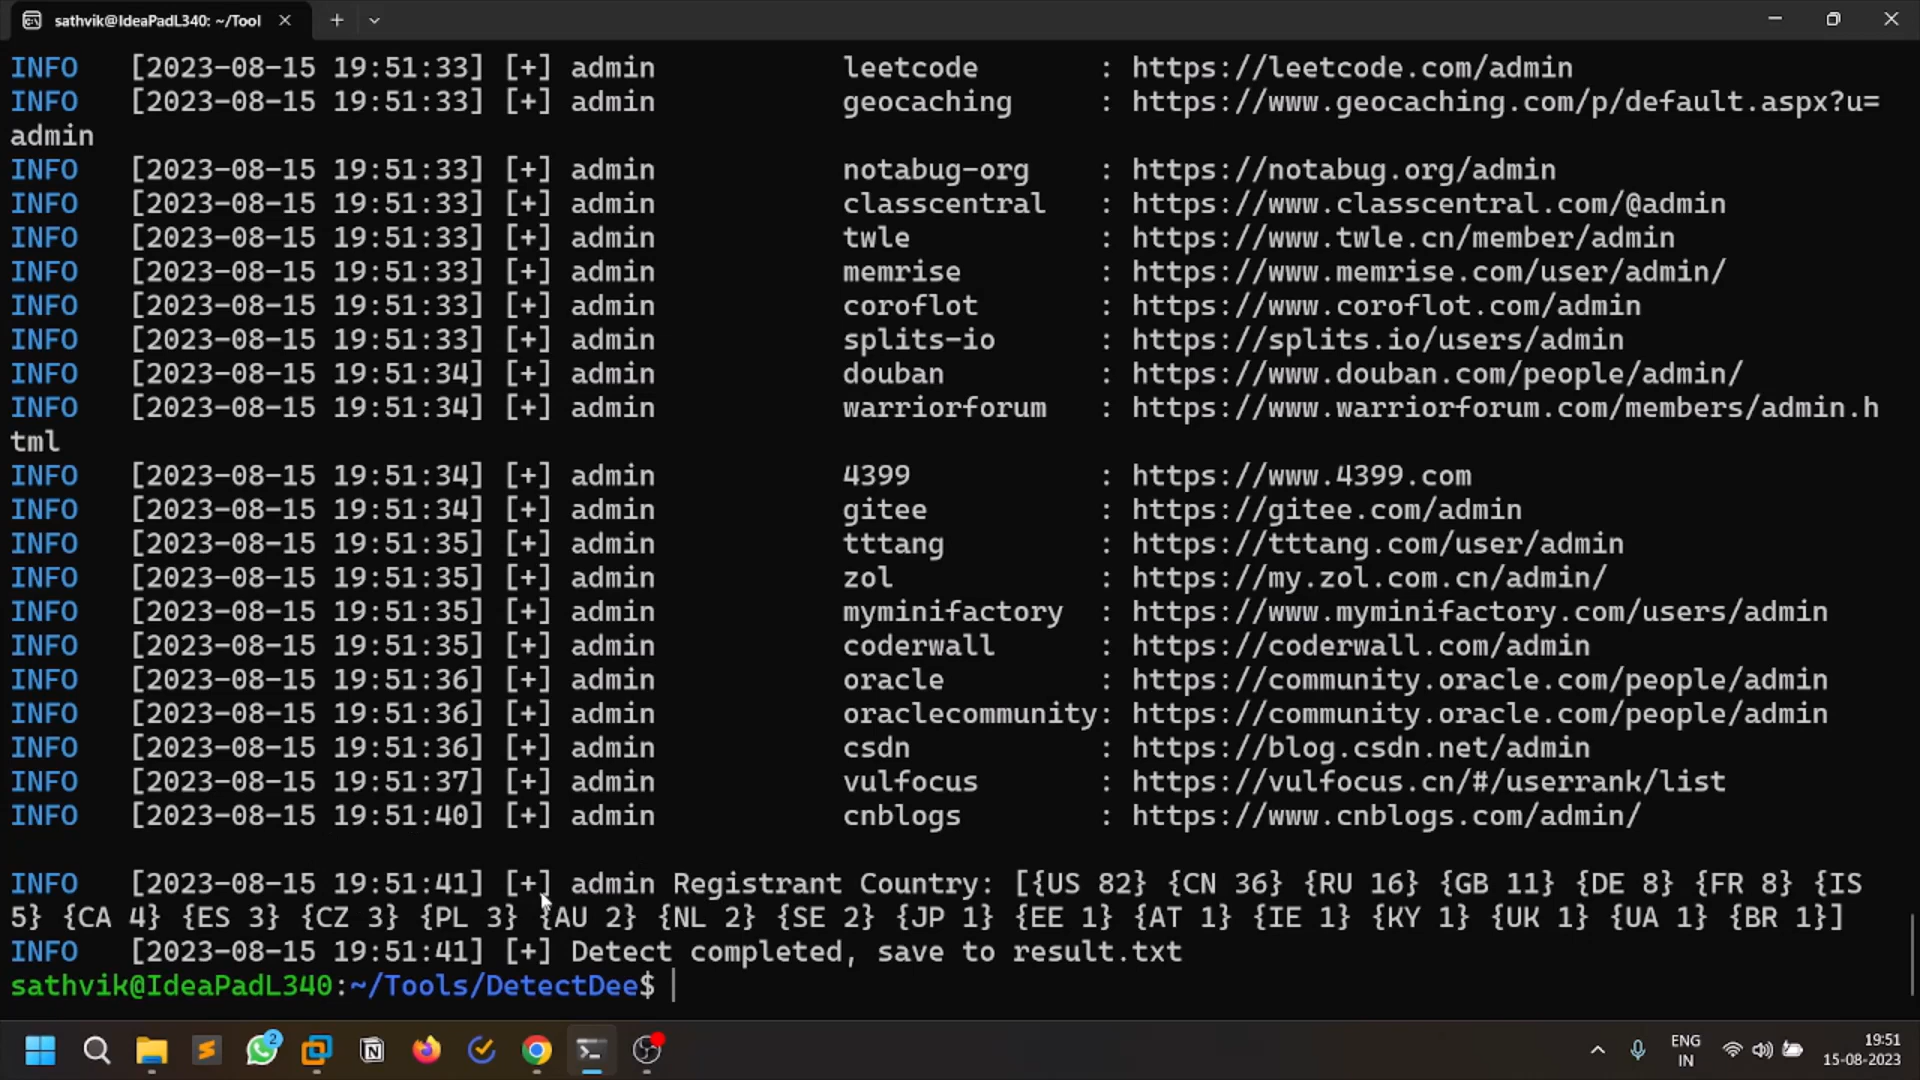 sathvik@IdeaPadL340: ~/Tool
INFO [2023-08-15 19:51:33] [+] admin leetcode : https://leetcode.com/admin
INFO [2023-08-15 19:51:33] [+] admin geocaching : https://www.geocaching.com/p/default.aspx?u=
admin
INFO [2023-08-15 19:51:33] [+] admin notabug-org : https://notabug.org/admin
INFO [2023-08-15 19:51:33] [+] admin classcentral : https://www.classcentral.com/@admin
INFO [2023-08-15 19:51:33] [+] admin twle : https://www.twle.cn/member/admin
INFO [2023-08-15 19:51:33] [+] admin memrise : https://www.memrise.com/user/admin/
INFO [2023-08-15 19:51:33] [+] admin coroflot : https://www.coroflot.com/admin
INFO [2023-08-15 19:51:33] [+] admin splits-io : https://splits.io/users/admin
INFO [2023-08-15 19:51:34] [+] admin douban : https://www.douban.com/people/admin/
INFO [2023-08-15 19:51:34] [+] admin warriorforum : https://www.warriorforum.com/members/admin.h
tml
INFO [2023-08-15 19:51:34] [+] admin 4399 : https://www.4399.com
INFO [2023-08-15 19:51:34] [+] admin gitee : https://gitee.com/admin
INFO [2023-08-15 19:51:35] [+] admin tttang : https://tttang.com/user/admin
INFO [2023-08-15 19:51:35] [+] admin zol : https://my.zol.com.cn/admin/
INFO [2023-08-15 19:51:35] [+] admin myminifactory : https://www.myminifactory.com/users/admin
INFO [2023-08-15 19:51:35] [+] admin coderwall : https://coderwall.com/admin
INFO [2023-08-15 19:51:36] [+] admin oracle : https://community.oracle.com/people/admin
INFO [2023-08-15 19:51:36] [+] admin oraclecommunity: https://community.oracle.com/people/admin
INFO [2023-08-15 19:51:36] [+] admin csdn : https://blog.csdn.net/admin
INFO [2023-08-15 19:51:37] [+] admin vulfocus : https://vulfocus.cn/#/userrank/list
INFO [2023-08-15 19:51:40] [+] admin cnblogs : https://www.cnblogs.com/admin/
INFO [2023-08-15 19:51:41] [+] admin Registrant Country: [{US 82} {CN 36} {RU 16} {GB 11} {DE 8} {FR 8} {IS
5} {CA 4} {ES 3} {CZ 3} {PL 3} {AU 2} {NL 2} {SE 2} {JP 1} {EE 1} {AT 1} {IE 1} {KY 1} {UK 1} {UA 1} {BR 1}]
INFO [2023-08-15 19:51:41] [+] Detect completed, save to result.txt
sathvik@IdeaPadL340:~/Tools/DetectDee$
2
ENG
IN
19:51
15-08-2023